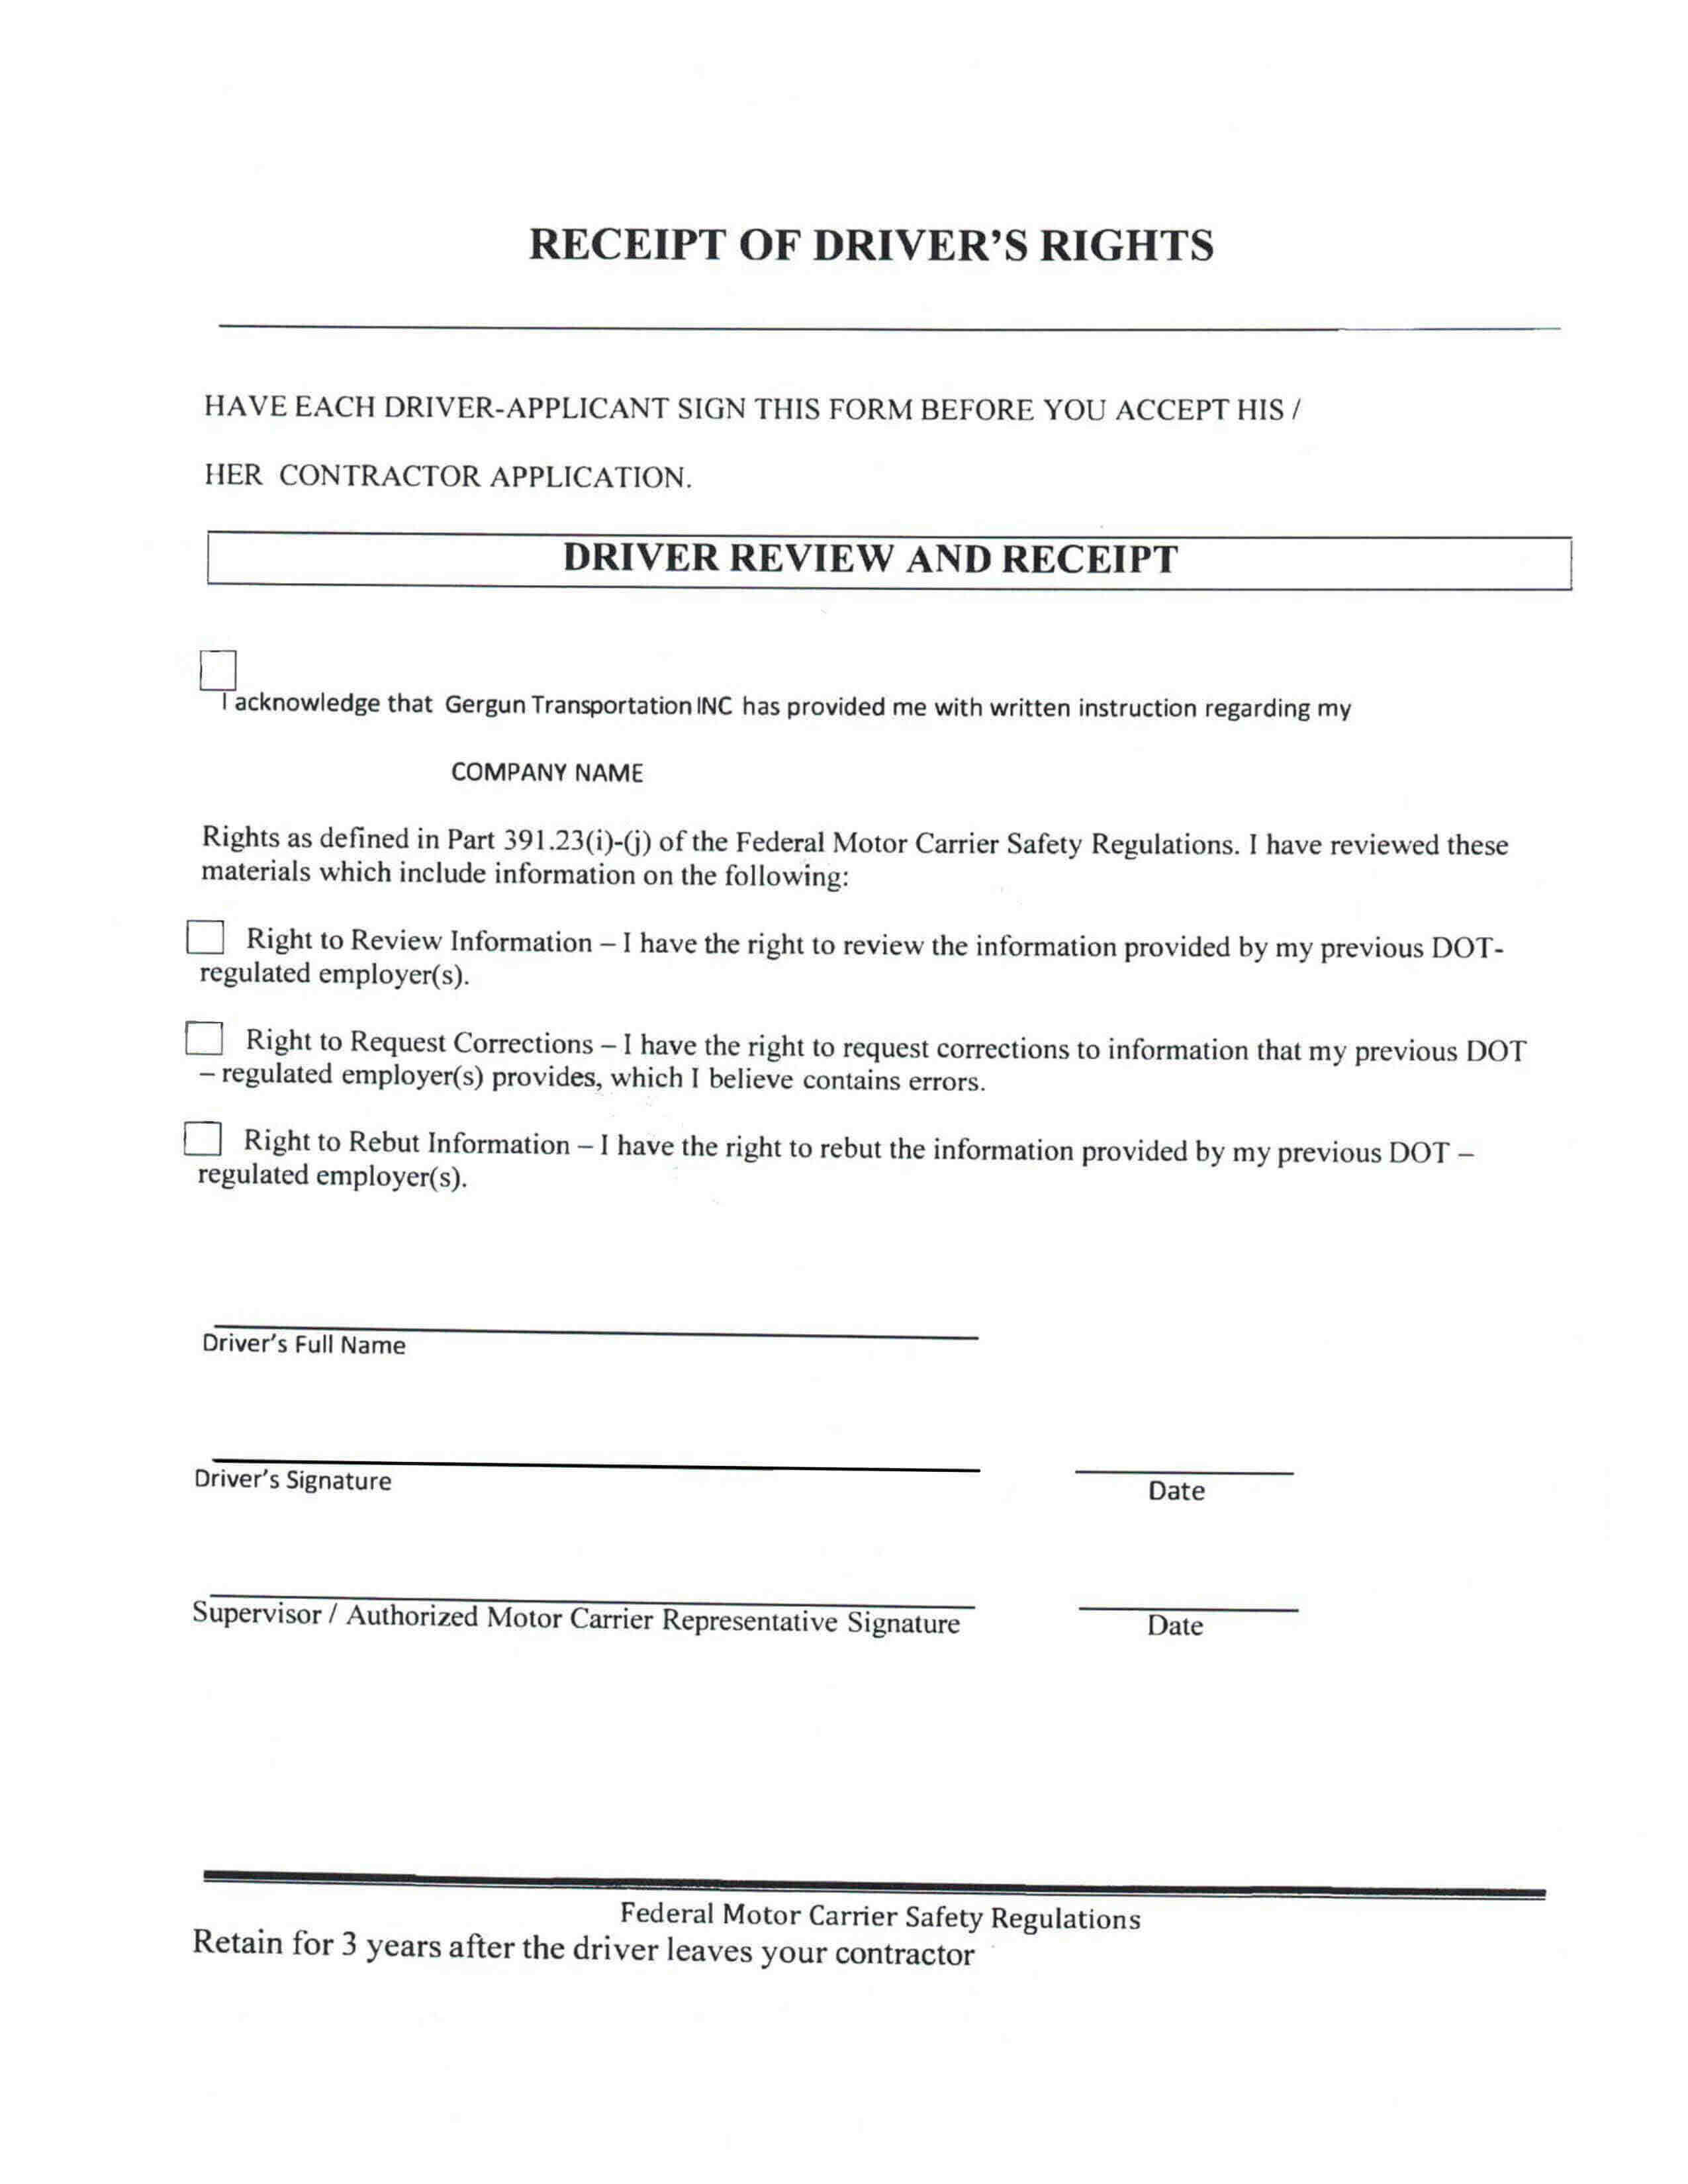 RECEIPT OF DRIVER’S RIGHTS
HAVE EACH DRIVER-APPLICANT SIGN THIS FORM BEFORE YOU ACCEPT HIS /
HER CONTRACTOR APPLICATION.
DRIVER REVIEW AND RECEIPT
I acknowledge that Gergun Transportation INC has provided me with written instruction regarding my
COMPANY NAME
Rights as defined in Part 391.23(i)-(j) of the Federal Motor Carrier Safety Regulations. I have reviewed these
materials which include information on the following:
Right to Review Information – I have the right to review the information provided by my previous DOT-
regulated employer(s).
Right to Request Corrections – I have the right to request corrections to information that my previous DOT
– regulated employer(s) provides, which I believe contains errors.
Right to Rebut Information – I have the right to rebut the information provided by my previous DOT –
regulated employer(s).
Driver’s Full Name
Driver’s Signature
Date
Supervisor / Authorized Motor Carrier Representative Signature
Date
Federal Motor Carrier Safety Regulations
Retain for 3 years after the driver leaves your contractor